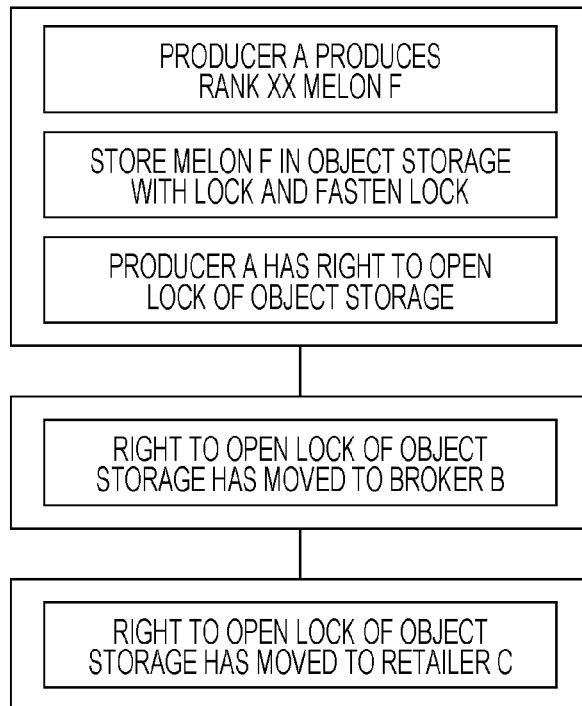 PRODUCER A PRODUCES
RANK XX MELON F
STORE MELON F IN OBJECT STORAGE
WITH LOCK AND FASTEN LOCK
PRODUCER A HAS RIGHT TO OPEN
LOCK OF OBJECT STORAGE
RIGHT TO OPEN LOCK OF OBJECT
STORAGE HAS MOVED TO BROKER B
RIGHT TO OPEN LOCK OF OBJECT
STORAGE HAS MOVED TO RETAILER C